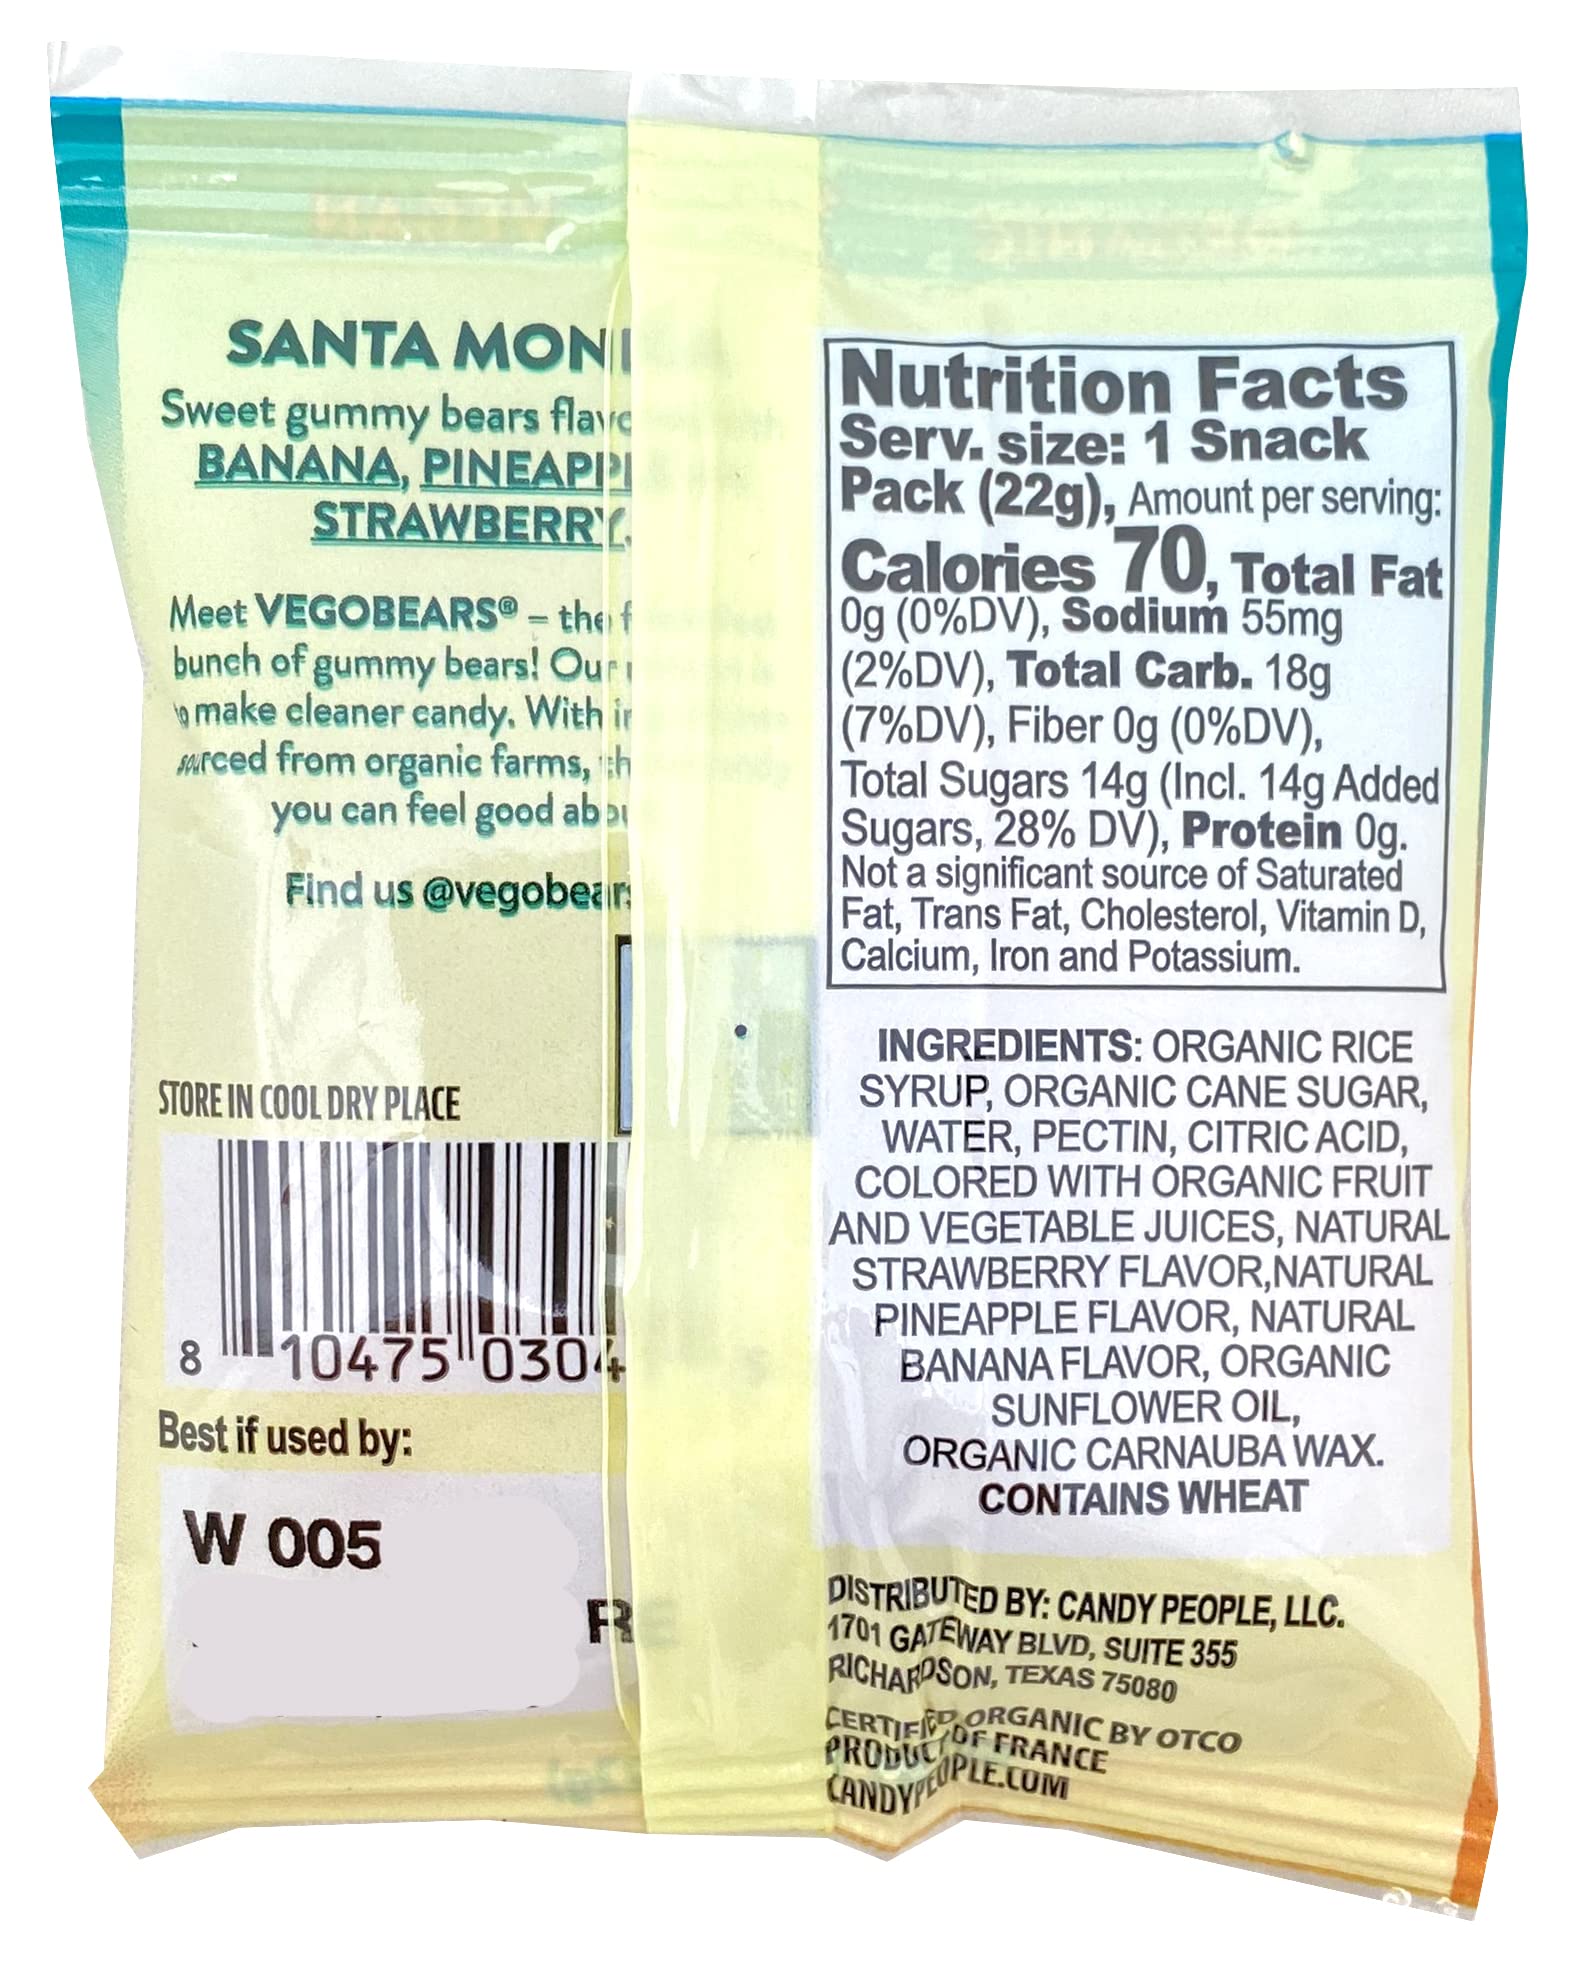 SANTA MONI
Sweet gummy bears flavo
BANANA, PINEAPPL
STRAWBERRY.
Meet VEGOBEARS® – the f
bunch of gummy bears! Our
to make cleaner candy. With in
sourced from organic farms, th
you can feel good abou
Find us @vegobears
STORE IN COOL DRY PLACE
8 10475 0304
Best if used by:
W 005
RE
Nutrition Facts
Serv. size: 1 Snack
Pack (22g), Amount per serving:
Calories 70, Total Fat
0g (0%DV), Sodium 55mg
(2%DV), Total Carb. 18g
(7%DV), Fiber 0g (0%DV),
Total Sugars 14g (Incl. 14g Added
Sugars, 28% DV), Protein 0g.
Not a significant source of Saturated
Fat, Trans Fat, Cholesterol, Vitamin D,
Calcium, Iron and Potassium.
INGREDIENTS: ORGANIC RICE
SYRUP, ORGANIC CANE SUGAR,
WATER, PECTIN, CITRIC ACID,
COLORED WITH ORGANIC FRUIT
AND VEGETABLE JUICES, NATURAL
STRAWBERRY FLAVOR,NATURAL
PINEAPPLE FLAVOR, NATURAL
BANANA FLAVOR, ORGANIC
SUNFLOWER OIL,
ORGANIC CARNAUBA WAX.
CONTAINS WHEAT
DISTRIBUTED BY: CANDY PEOPLE, LLC.
1701 GATEWAY BLVD, SUITE 355
RICHARDSON, TEXAS 75080
CERTIFIED ORGANIC BY OTCO
PRODUCT OF FRANCE
CANDYPEOPLE.COM